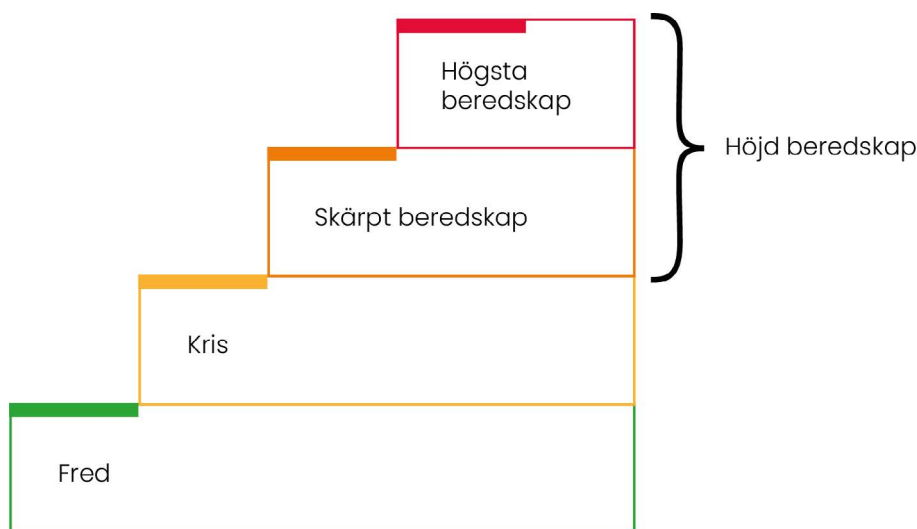 Högsta
beredskap
Höjd beredskap
Skärpt beredskap
Kris
Fred